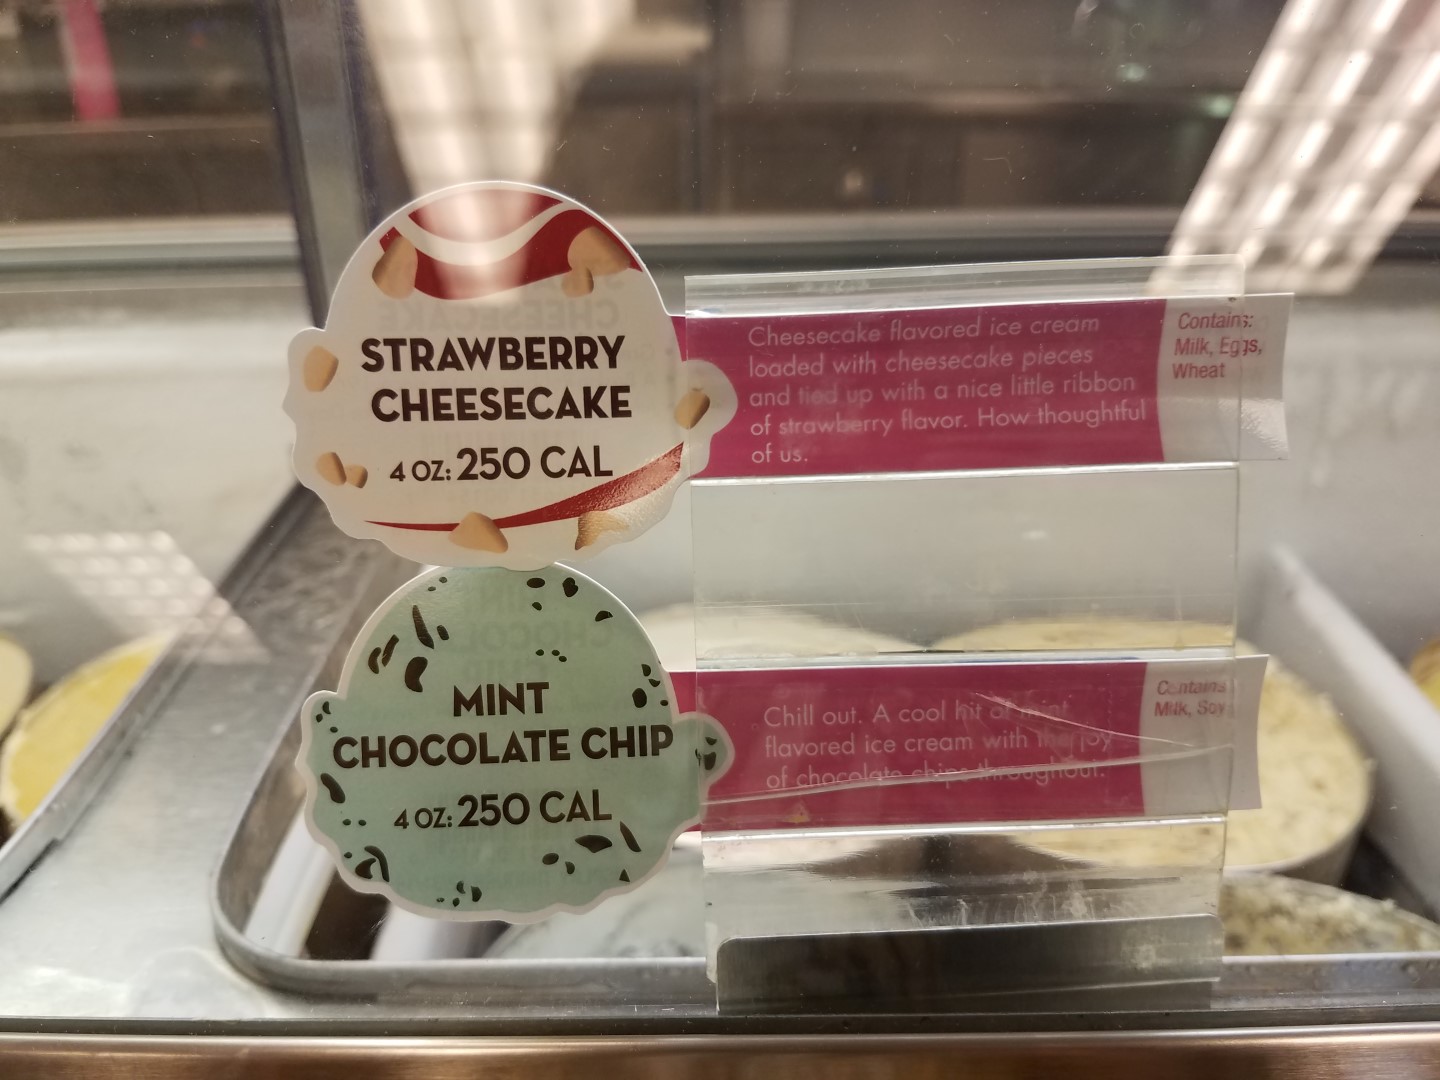 STRAWBERRY
CHEESECAKE
4 OZ: 250 CAL
Cheesecake flavored ice cream
loaded with cheesecake pieces
and tied up with a nice little ribbon
of strawberry flavor. How thoughtful
of us.
Contains:
Milk, Eggs,
Wheat
MINT
CHOCOLATE CHIP
4 OZ: 250 CAL
Chill out. A cool hit of mint
flavored ice cream with the joy
of chocolate chips throughout.
Contains
Milk, Soy